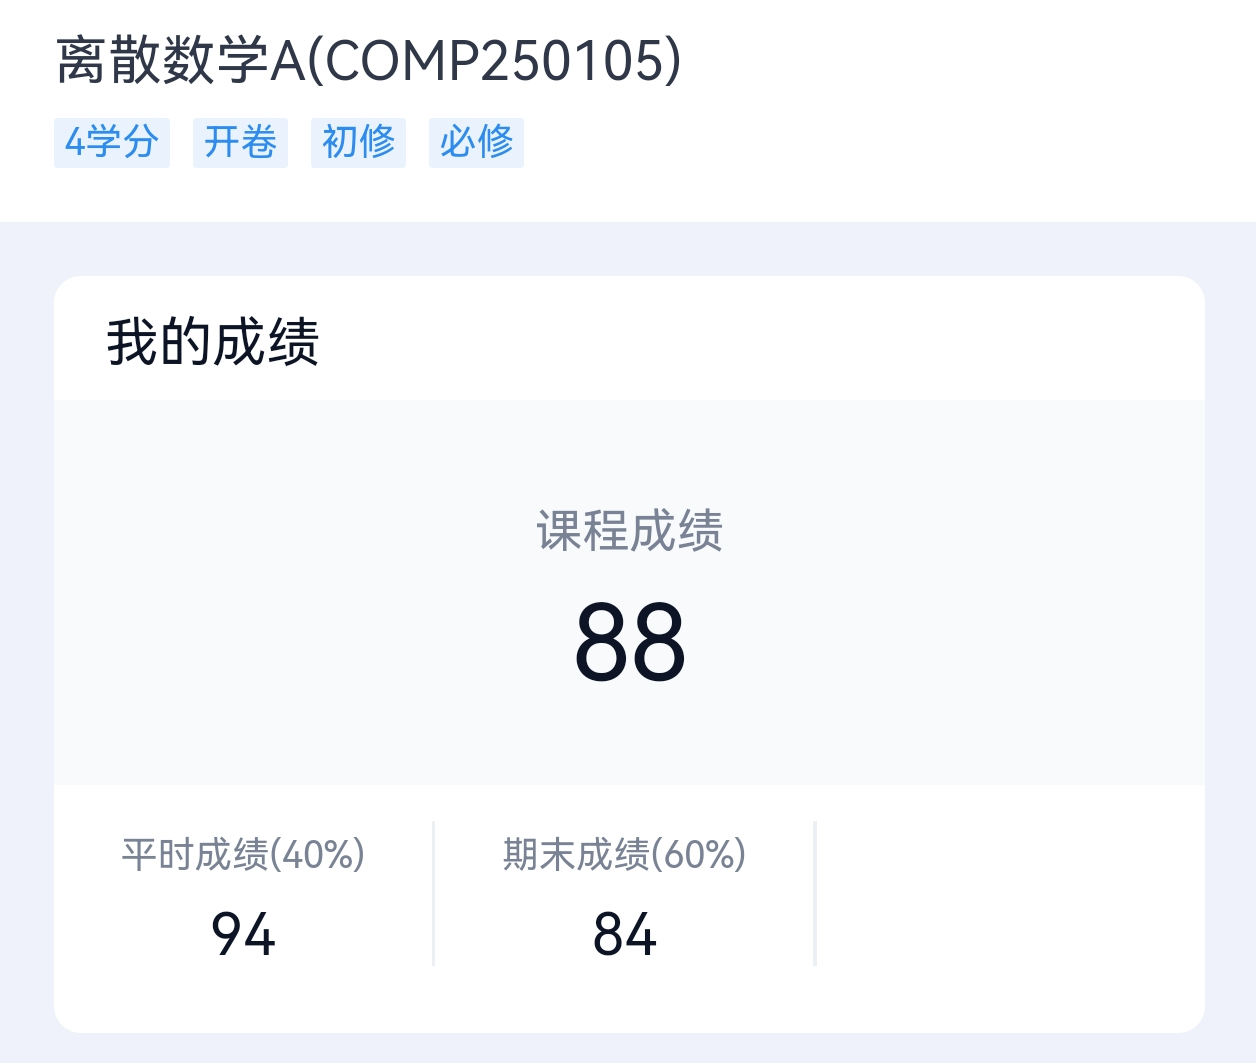 离散数学A(COMP250105)
4学分 开卷 初修 必修
我的成绩
课程成绩
88
平时成绩(40%) 期末成绩(60%)
94 84